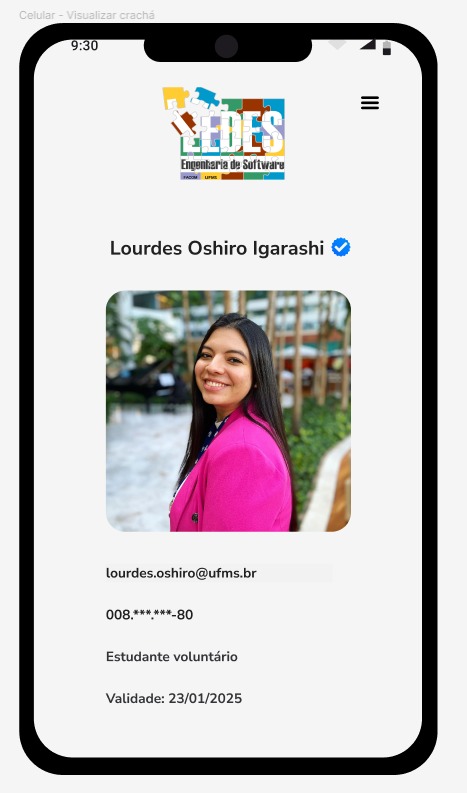 Celular - Visualizar crachá
9:30
LEDES
Engenharia de Software
FACOM UFMS
Lourdes Oshiro Igarashi
lourdes.oshiro@ufms.br
008.***.***-80
Estudante voluntário
Validade: 23/01/2025